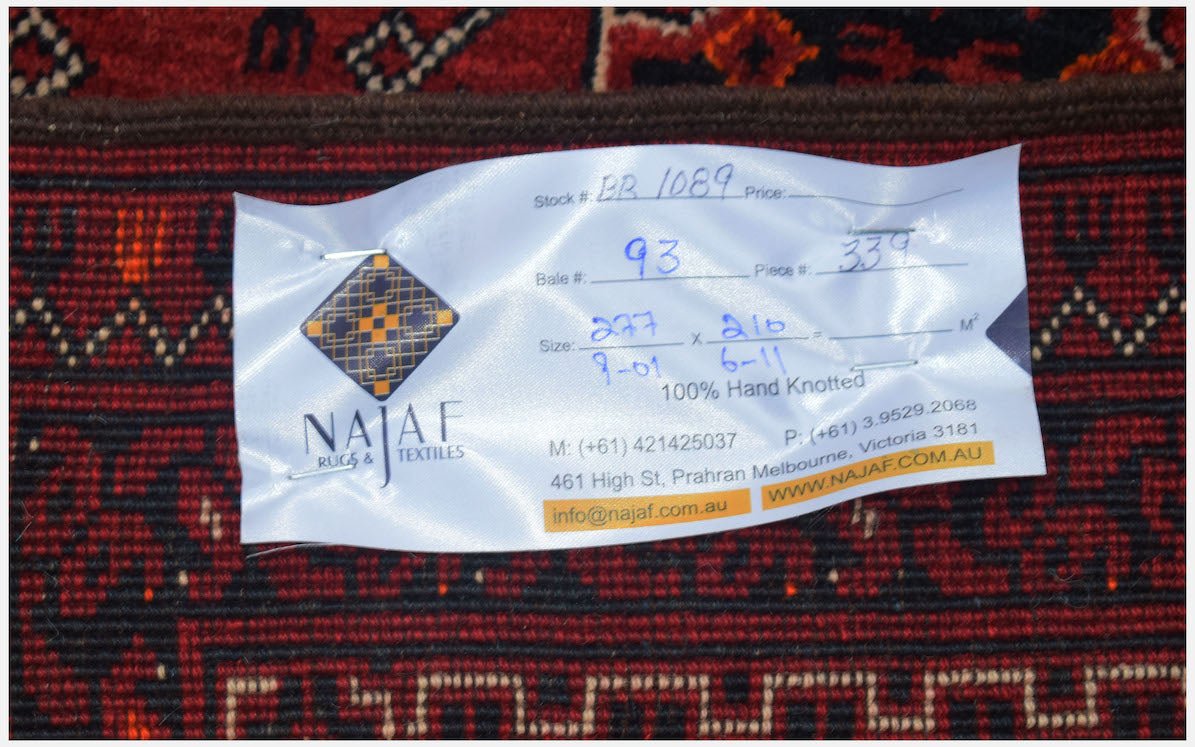 Stock #: BR 1089 Price:
Bale #: 93 Piece #: 339
Size: 277 X 210 = M²
9-01 6-11
100% Hand Knotted
NAJAF
RUGS & TEXTILES
M: (+61) 421425037 P: (+61) 3.9529.2068
461 High St, Prahran Melbourne, Victoria 3181
info@najaf.com.au WWW.NAJAF.COM.AU